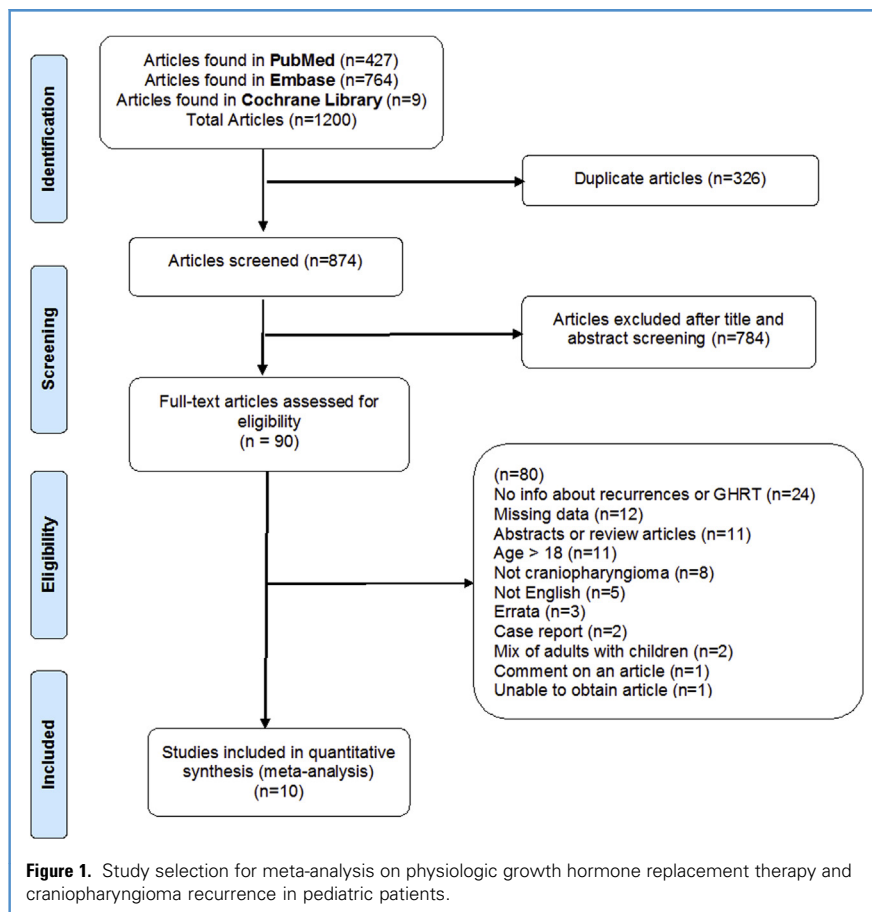 Identification
Articles found in PubMed (n=427)
Articles found in Embase (n=764)
Articles found in Cochrane Library (n=9)
Total Articles (n=1200)
Duplicate articles (n=326)
Screening
Articles screened (n=874)
Articles excluded after title and
abstract screening (n=784)
Full-text articles assessed for
eligibility
(n = 90)
Eligibility
(n=80)
No info about recurrences or GHRT (n=24)
Missing data (n=12)
Abstracts or review articles (n=11)
Age > 18 (n=11)
Not craniopharyngioma (n=8)
Not English (n=5)
Errata (n=3)
Case report (n=2)
Mix of adults with children (n=2)
Comment on an article (n=1)
Unable to obtain article (n=1)
Included
Studies included in quantitative
synthesis (meta-analysis)
(n=10)
Figure 1. Study selection for meta-analysis on physiologic growth hormone replacement therapy and
craniopharyngioma recurrence in pediatric patients.